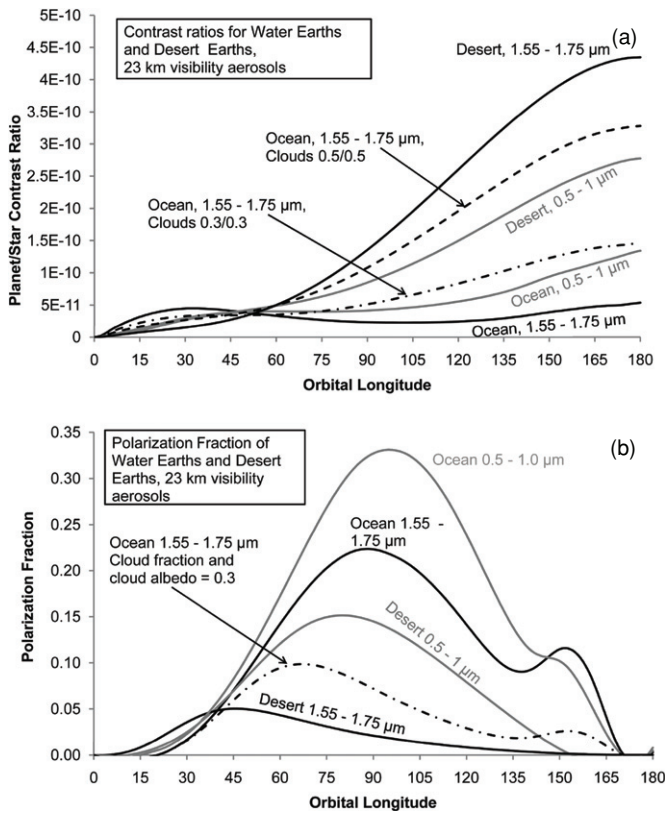 (a)
Contrast ratios for Water Earths
and Desert Earths,
23 km visibility aerosols
Planet/Star Contrast Ratio
5E-10
4.5E-10
4E-10
3.5E-10
3E-10
2.5E-10
2E-10
1.5E-10
1E-10
5E-11
0
Desert, 1.55 - 1.75 µm
Ocean, 1.55 - 1.75 µm,
Clouds 0.5/0.5
Ocean, 1.55 - 1.75 µm,
Clouds 0.3/0.3
Desert, 0.5 - 1 µm
Ocean, 0.5 - 1 µm
Ocean, 1.55 - 1.75 µm
0 15 30 45 60 75 90 105 120 135 150 165 180
Orbital Longitude
(b)
Polarization Fraction of
Water Earths and Desert
Earths, 23 km visibility
aerosols
Polarization Fraction
0.35
0.30
0.25
0.20
0.15
0.10
0.05
0.00
Ocean 0.5 - 1.0 µm
Ocean 1.55 -
1.75 µm
Ocean 1.55 - 1.75 µm
Cloud fraction and
cloud albedo = 0.3
Desert 0.5 - 1 µm
Desert 1.55 - 1.75 µm
0 15 30 45 60 75 90 105 120 135 150 165 180
Orbital Longitude